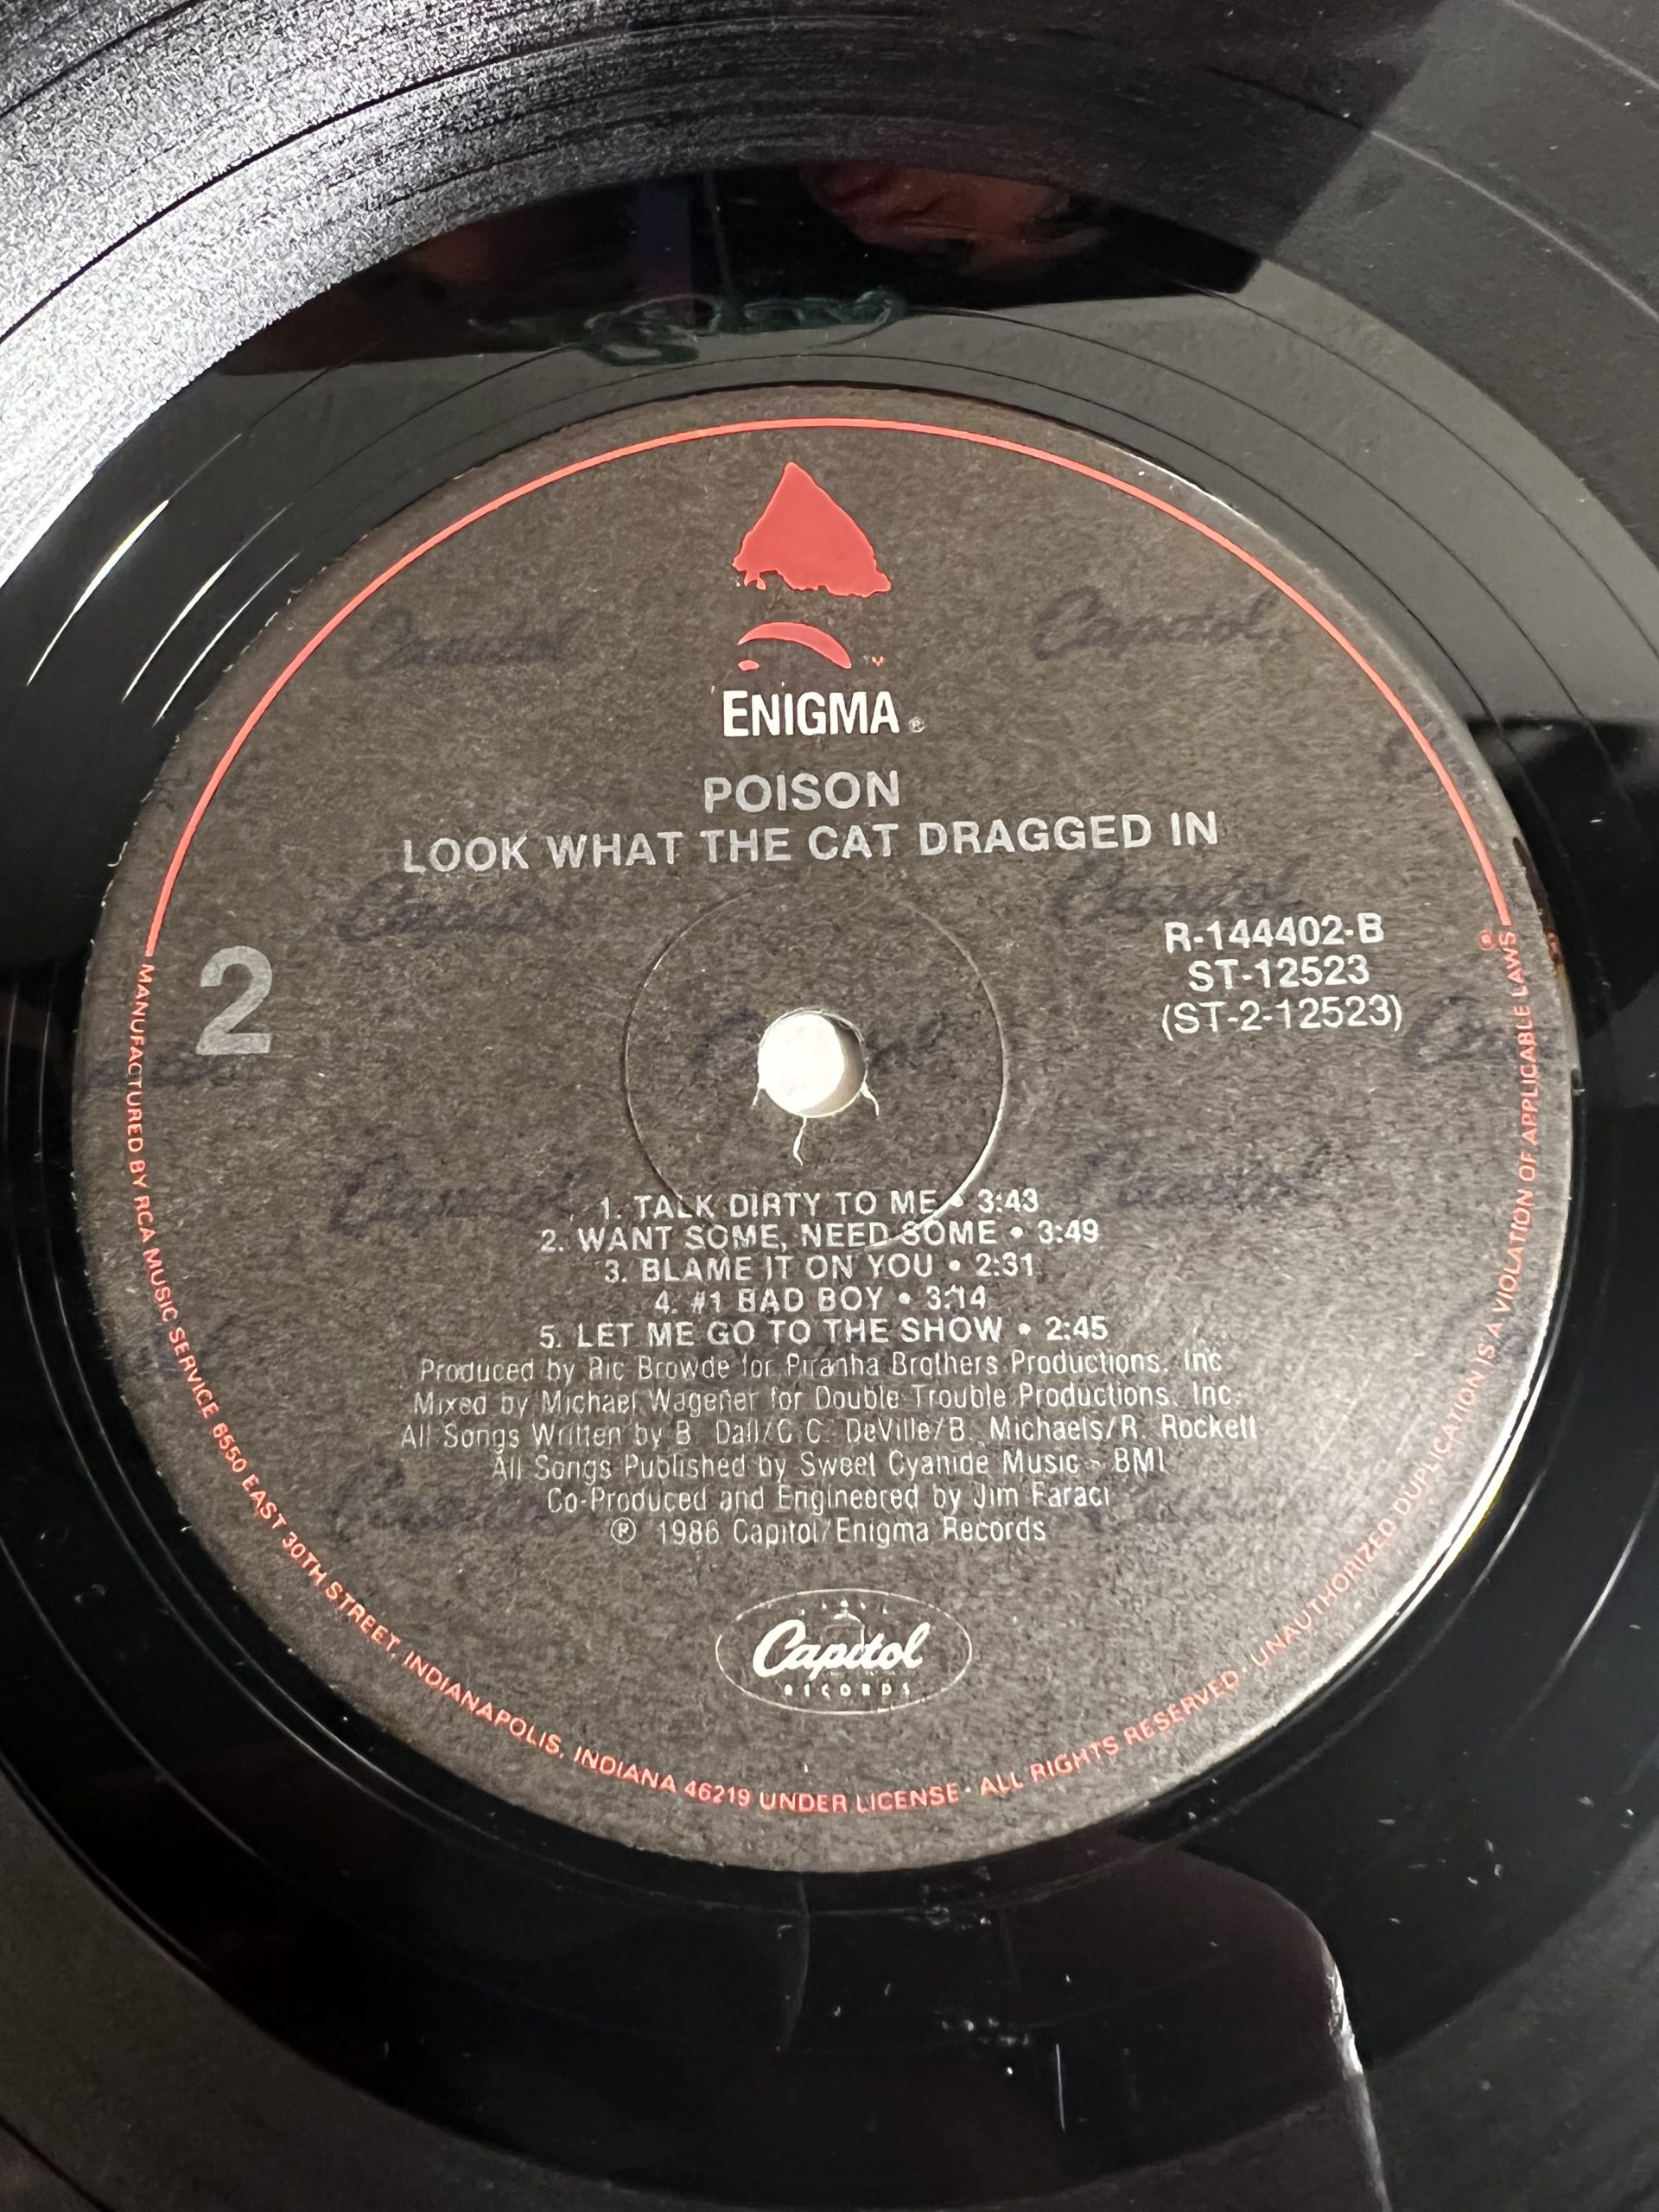 ENIGMA®
POISON
LOOK WHAT THE CAT DRAGGED IN
2
R-144402-B
ST-12523
(ST-2-12523)
1. TALK DIRTY TO ME • 3:43
2. WANT SOME, NEED SOME • 3:49
3. BLAME IT ON YOU • 2:31
4. #1 BAD BOY • 3:14
5. LET ME GO TO THE SHOW • 2:45
Produced by Ric Browde for Piranha Brothers Productions, Inc
Mixed by Michael Wagener for Double Trouble Productions, Inc.
All Songs Written by B. Dall/C.C. DeVille/B. Michaels/R. Rockett
All Songs Published by Sweet Cyanide Music - BMI
Co-Produced and Engineered by Jim Faraci
℗ 1986 Capitol/Enigma Records
Capitol
RECORDS
MANUFACTURED BY RCA MUSIC SERVICE 6550 EAST 30TH STREET, INDIANAPOLIS, INDIANA 46219 UNDER LICENSE • ALL RIGHTS RESERVED • UNAUTHORIZED DUPLICATION IS A VIOLATION OF APPLICABLE LAWS
Capitol
Capitol
Capitol
Capitol